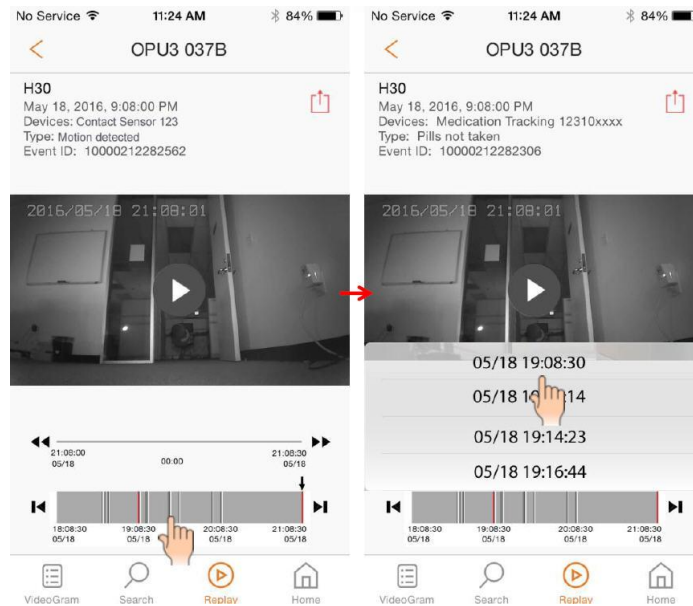 No Service 11:24 AM 84%
OPU3 037B
H30
May 18, 2016, 9:08:00 PM
Devices: Contact Sensor 123
Type: Motion detected
Event ID: 10000212282562
2016/05/18 21:08:01
21:08:00
05/18
00:00
21:08:30
05/18
18:08:30
05/18
19:08:30
05/18
20:08:30
05/18
21:08:30
05/18
VideoGram Search Replay Home
No Service 11:24 AM 84%
OPU3 037B
H30
May 18, 2016, 9:08:00 PM
Devices: Medication Tracking 12310xxxx
Type: Pills not taken
Event ID: 10000212282306
2016/05/18 21:08:01
05/18 19:08:30
05/18
05/18 19:14:23
05/18 19:16:44
18:08:30
05/18
19:08:30
05/18
20:08:30
05/18
21:08:30
05/18
VideoGram Search Replay Home